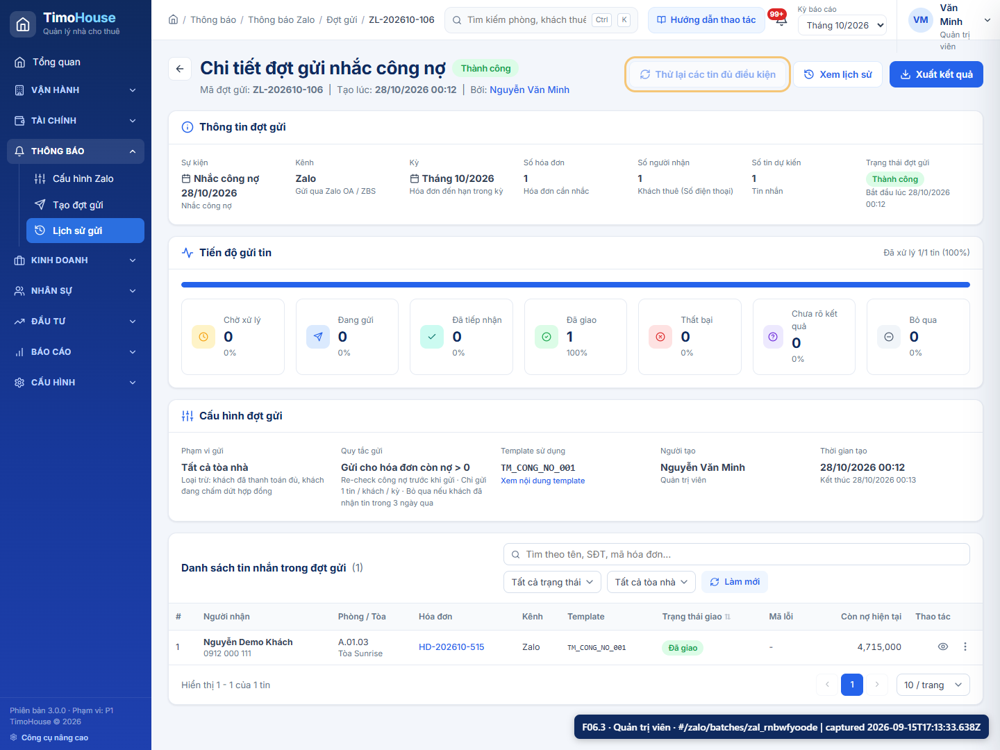 TimoHouse
Quản lý nhà cho thuê
Tổng quan
VẬN HÀNH
TÀI CHÍNH
THÔNG BÁO
Cấu hình Zalo
Tạo đợt gửi
Lịch sử gửi
KINH DOANH
NHÂN SỰ
ĐẦU TƯ
BÁO CÁO
CẤU HÌNH
Phiên bản 3.0.0 · Phạm vi: P1
TimoHouse © 2026
Công cụ nâng cao
/ Thông báo / Thông báo Zalo / Đợt gửi / ZL-202610-106
Tìm kiếm phòng, khách thuê Ctrl K
Hướng dẫn thao tác
99+
Kỳ báo cáo
Tháng 10/2026
VM
Văn Minh
Quản trị viên
Chi tiết đợt gửi nhắc công nợ Thành công
Mã đợt gửi: ZL-202610-106 | Tạo lúc: 28/10/2026 00:12 | Bởi: Nguyễn Văn Minh
Thử lại các tin đủ điều kiện
Xem lịch sử
Xuất kết quả
Thông tin đợt gửi
Sự kiện
Nhắc công nợ
28/10/2026
Nhắc công nợ
Kênh
Zalo
Gửi qua Zalo OA / ZBS
Kỳ
Tháng 10/2026
Hóa đơn đến hạn trong kỳ
Số hóa đơn
1
Hóa đơn cần nhắc
Số người nhận
1
Khách thuê (Số điện thoại)
Số tin dự kiến
1
Tin nhắn
Trạng thái đợt gửi
Thành công
Bắt đầu lúc 28/10/2026
00:12
Tiến độ gửi tin
Đã xử lý 1/1 tin (100%)
Chờ xử lý
0
0%
Đang gửi
0
0%
Đã tiếp nhận
0
0%
Đã giao
1
100%
Thất bại
0
0%
Chưa rõ kết
quả
0
0%
Bỏ qua
0
0%
Cấu hình đợt gửi
Phạm vi gửi
Tất cả tòa nhà
Loại trừ: khách đã thanh toán đủ, khách
đang chấm dứt hợp đồng
Quy tắc gửi
Gửi cho hóa đơn còn nợ > 0
Re-check công nợ trước khi gửi · Chỉ gửi
1 tin / khách / kỳ · Bỏ qua nếu khách đã
nhận tin trong 3 ngày qua
Template sử dụng
TM_CONG_NO_001
Xem nội dung template
Người tạo
Nguyễn Văn Minh
Quản trị viên
Thời gian tạo
28/10/2026 00:12
Kết thúc 28/10/2026 00:13
Danh sách tin nhắn trong đợt gửi (1)
Tìm theo tên, SĐT, mã hóa đơn...
Tất cả trạng thái
Tất cả tòa nhà
Làm mới
# Người nhận Phòng / Tòa Hóa đơn Kênh Template Trạng thái giao Mã lỗi Còn nợ hiện tại Thao tác
1 Nguyễn Demo Khách A.01.03 HD-202610-515 Zalo TM_CONG_NO_001 Đã giao - 4,715,000
0912 000 111 Tòa Sunrise
Hiển thị 1 - 1 của 1 tin
1
10 / trang
F06.3 · Quản trị viên · #/zalo/batches/zal_rnbwfyoode | captured 2026-09-15T17:13:33.638Z